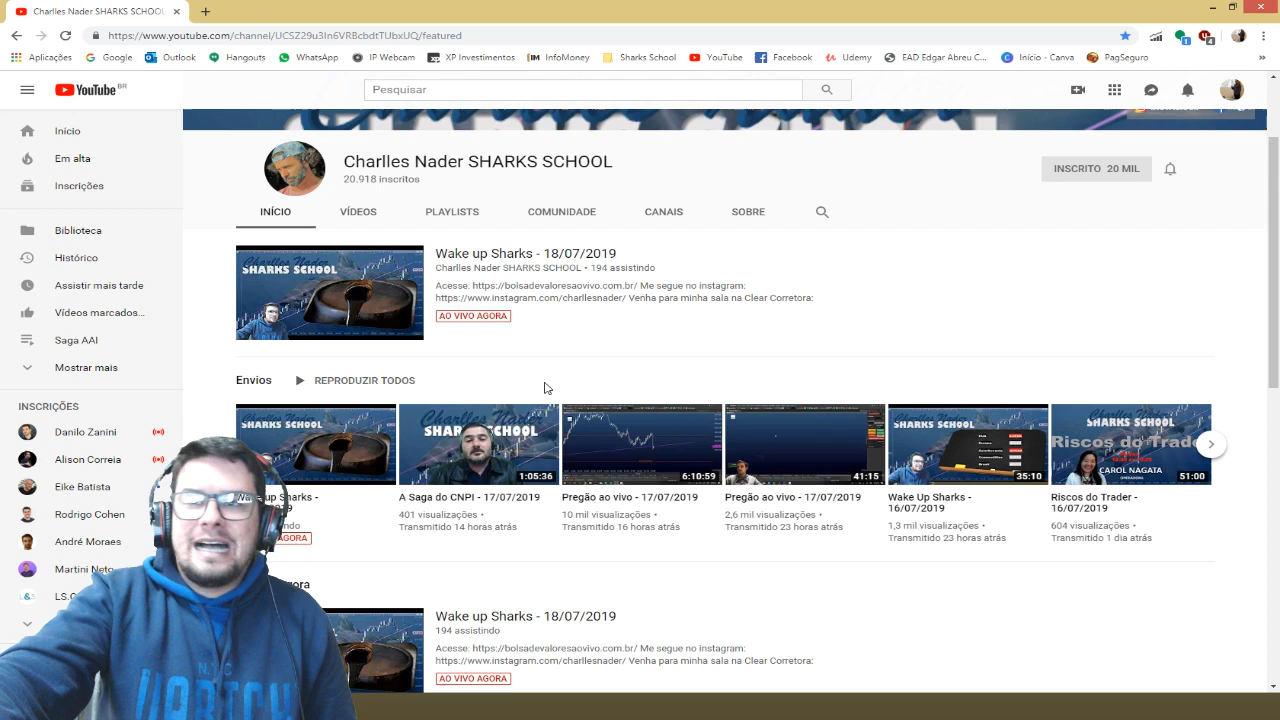 Charlles Nader SHARKS SCHOOL
https://www.youtube.com/channel/UCSZ29u3In6VRBcbdtTUbxUQ/featured
Aplicações
Google
Outlook
Hangouts
WhatsApp
IP Webcam
XP Investimentos
InfoMoney
Sharks School
YouTube
Facebook
Udemy
EAD Edgar Abreu C...
Início - Canva
PagSeguro
YouTube BR
Pesquisar
Início
Em alta
Inscrições
Biblioteca
Histórico
Assistir mais tarde
Vídeos marcados...
Saga AAI
Mostrar mais
INSCRIÇÕES
Danilo Zanini
Alison Correia
Eike Batista
Rodrigo Cohen
André Moraes
Martini Neto
Charlles Nader SHARKS SCHOOL
20.918 inscritos
INSCRITO 20 MIL
INÍCIO
VÍDEOS
PLAYLISTS
COMUNIDADE
CANAIS
SOBRE
Charlles Nader
SHARKS SCHOOL
Wake up Sharks - 18/07/2019
Charlles Nader SHARKS SCHOOL • 194 assistindo
Acesse: https://bolsadevaloresaovivo.com.br/ Me segue no instagram:
https://www.instagram.com/charllesnader/ Venha para minha sala na Clear Corretora:
AO VIVO AGORA
Envios
REPRODUZIR TODOS
1:05:36
6:10:59
41:15
35:10
Riscos do Trade
CAROL NAGATA
51:00
up Sharks -
A Saga do CNPI - 17/07/2019
401 visualizações •
Transmitido 14 horas atrás
Pregão ao vivo - 17/07/2019
10 mil visualizações •
Transmitido 16 horas atrás
Pregão ao vivo - 17/07/2019
2,6 mil visualizações •
Transmitido 23 horas atrás
Wake Up Sharks -
16/07/2019
1,3 mil visualizações •
Transmitido 23 horas atrás
Riscos do Trader -
16/07/2019
604 visualizações •
Transmitido 1 dia atrás
Wake up Sharks - 18/07/2019
194 assistindo
Acesse: https://bolsadevaloresaovivo.com.br/ Me segue no instagram:
https://www.instagram.com/charllesnader/ Venha para minha sala na Clear Corretora:
AO VIVO AGORA